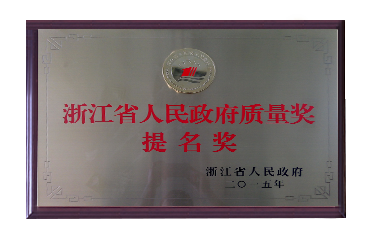 浙江省人民政府质量奖
提名奖
浙江省人民政府
二〇一五年